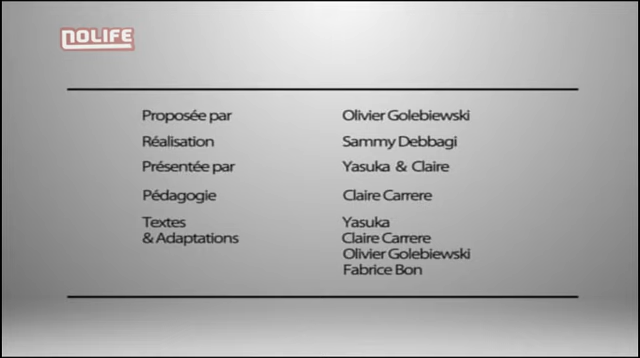 NOLIFE
Proposée par Olivier Golebiewski
Réalisation Sammy Debbagi
Présentée par Yasuka & Claire
Pédagogie Claire Carrere
Textes Yasuka
& Adaptations Claire Carrere
Olivier Golebiewski
Fabrice Bon